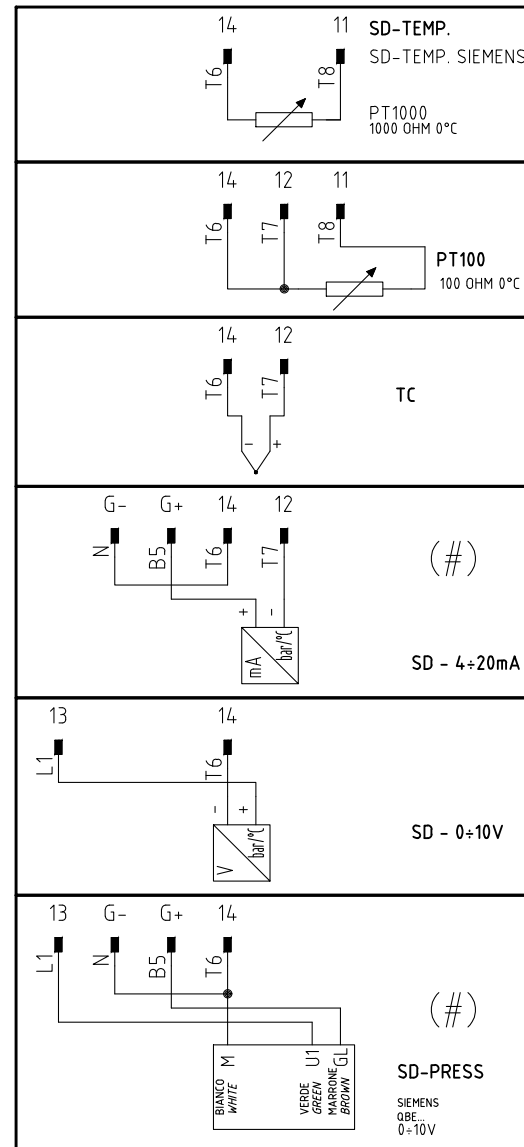 14 11 SD-TEMP.
SD-TEMP. SIEMENS
T6 T8
PT1000
1000 OHM 0°C
14 12 11
T6 T7 T8
PT100
100 OHM 0°C
14 12
T6 T7
TC
- +
G- G+ 14 12
N B5 T6 T7
(#)
+ -
mA bar/°C
SD - 4÷20mA
13 14
L1 T6
- +
V bar/°C
SD - 0÷10V
13 G- G+ 14
L1 N B5 T6
(#)
M U1 GL
BIANCO
WHITE
VERDE
GREEN
MARRONE
BROWN
SD-PRESS
SIEMENS
QBE...
0÷10V